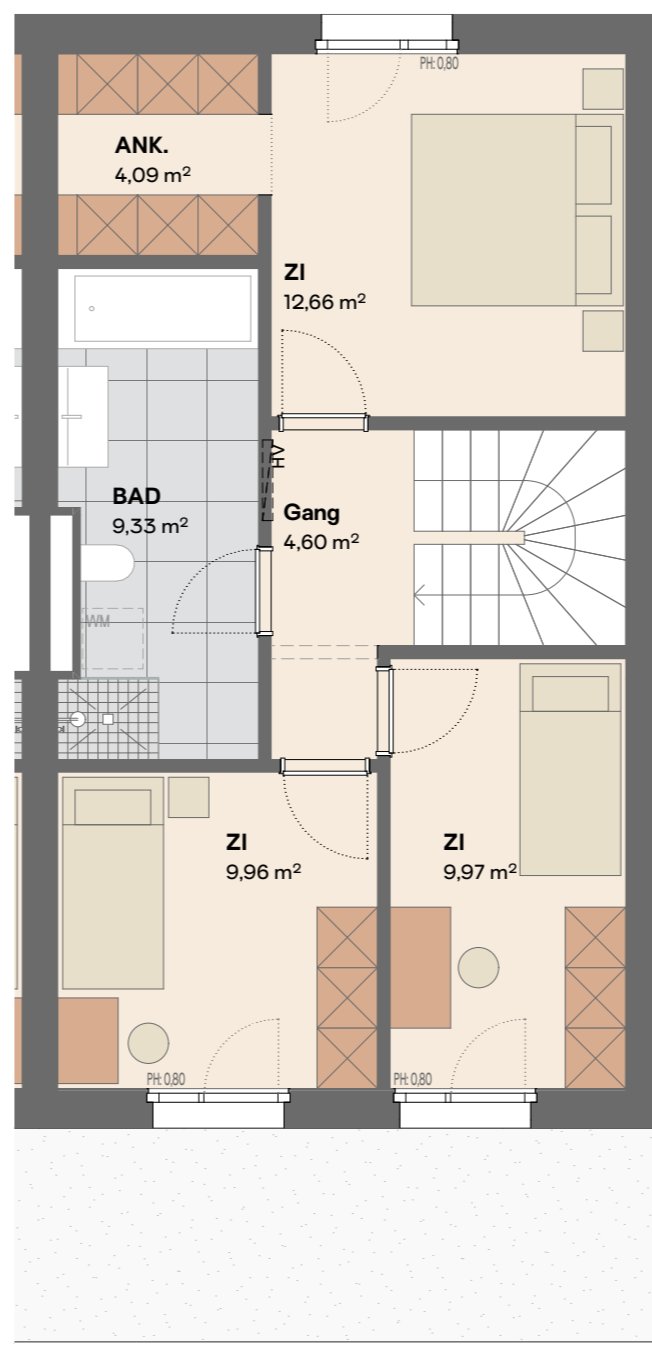 PH: 0,80
ANK.
4,09 m²
ZI
12,66 m²
HV
BAD
9,33 m²
Gang
4,60 m²
WM
ZI
9,96 m²
ZI
9,97 m²
PH: 0,80
PH: 0,80